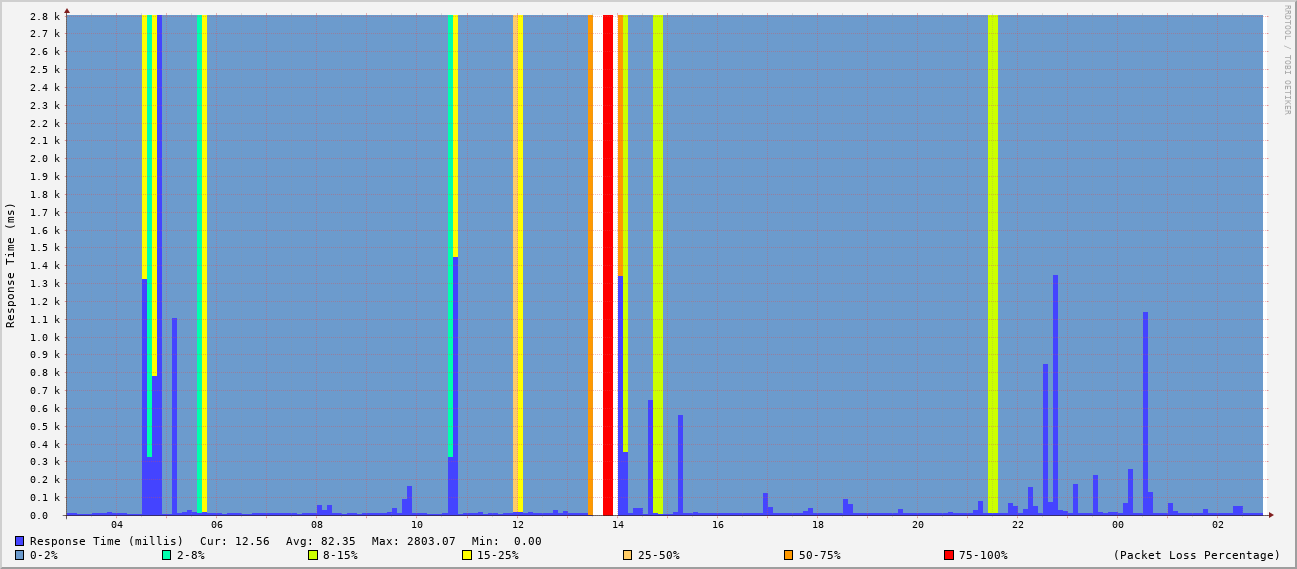 RRDTOOL / TOBI OETIKER
Response Time (ms)
2.8 k
2.7 k
2.6 k
2.5 k
2.4 k
2.3 k
2.2 k
2.1 k
2.0 k
1.9 k
1.8 k
1.7 k
1.6 k
1.5 k
1.4 k
1.3 k
1.2 k
1.1 k
1.0 k
0.9 k
0.8 k
0.7 k
0.6 k
0.5 k
0.4 k
0.3 k
0.2 k
0.1 k
0.0
04 06 08 10 12 14 16 18 20 22 00 02
Response Time (millis) Cur: 12.56 Avg: 82.35 Max: 2803.07 Min: 0.00
0-2% 2-8% 8-15% 15-25% 25-50% 50-75% 75-100% (Packet Loss Percentage)